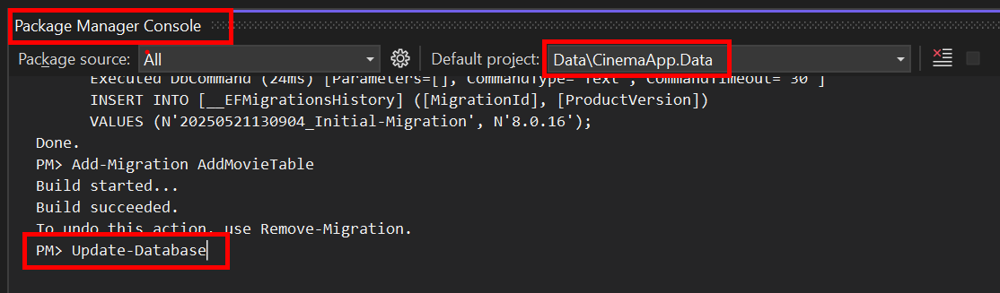 Package Manager Console
Package source: All Default project: Data\CinemaApp.Data
Executed DbCommand (24ms) [Parameters=[], CommandType='Text', CommandTimeout='30']
INSERT INTO [__EFMigrationsHistory] ([MigrationId], [ProductVersion])
VALUES (N'20250521130904_Initial-Migration', N'8.0.16');
Done.
PM> Add-Migration AddMovieTable
Build started...
Build succeeded.
To undo this action, use Remove-Migration.
PM> Update-Database